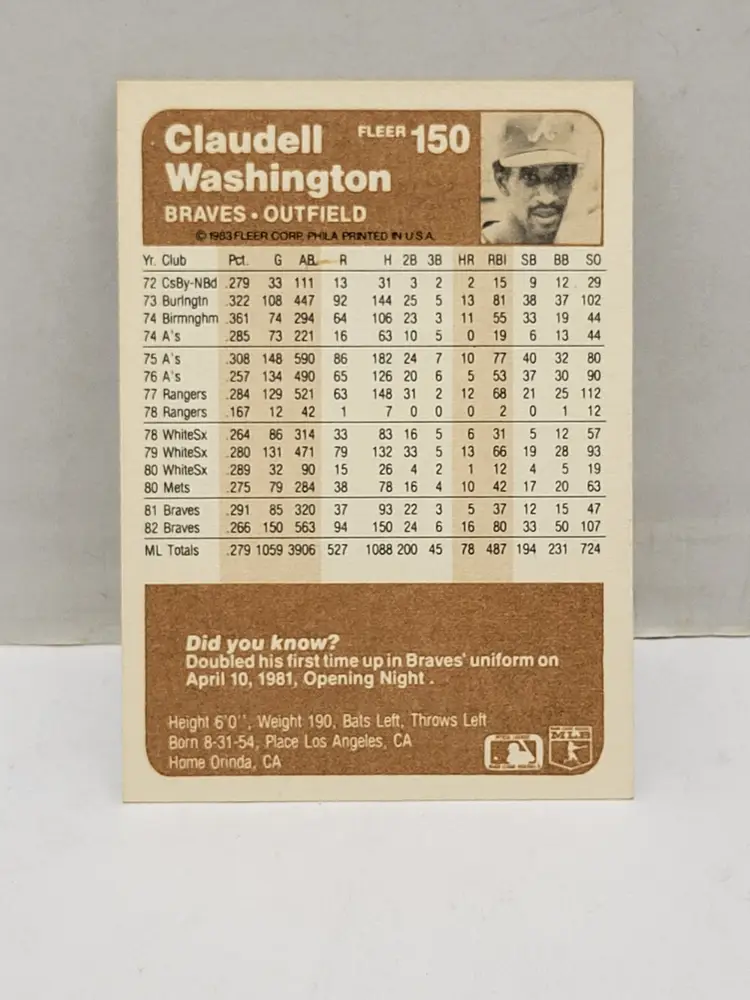 Claudell FLEER 150
Washington
BRAVES • OUTFIELD
© 1983 FLEER CORP. PHILA PRINTED IN U.S.A.
Yr. Club Pct. G AB R H 2B 3B HR RBI SB BB SO
72 CsBy-NBd .279 33 111 13 31 3 2 2 15 9 12 29
73 Burlngtn .322 108 447 92 144 25 5 13 81 38 37 102
74 Birmnghm .361 74 294 64 106 23 3 11 55 33 19 44
74 A's .285 73 221 16 63 10 5 0 19 6 13 44
75 A's .308 148 590 86 182 24 7 10 77 40 32 80
76 A's .257 134 490 65 126 20 6 5 53 37 30 90
77 Rangers .284 129 521 63 148 31 2 12 68 21 25 112
78 Rangers .167 12 42 1 7 0 0 0 2 0 1 12
78 WhiteSx .264 86 314 33 83 16 5 6 31 5 12 57
79 WhiteSx .280 131 471 79 132 33 5 13 66 19 28 93
80 WhiteSx .289 32 90 15 26 4 2 1 12 4 5 19
80 Mets .275 79 284 38 78 16 4 10 42 17 20 63
81 Braves .291 85 320 37 93 22 3 5 37 12 15 47
82 Braves .266 150 563 94 150 24 6 16 80 33 50 107
ML Totals .279 1059 3906 527 1088 200 45 78 487 194 231 724
Did you know?
Doubled his first time up in Braves' uniform on
April 10, 1981, Opening Night .
Height 6'0'', Weight 190, Bats Left, Throws Left
Born 8-31-54, Place Los Angeles, CA
Home Orinda, CA
MLB